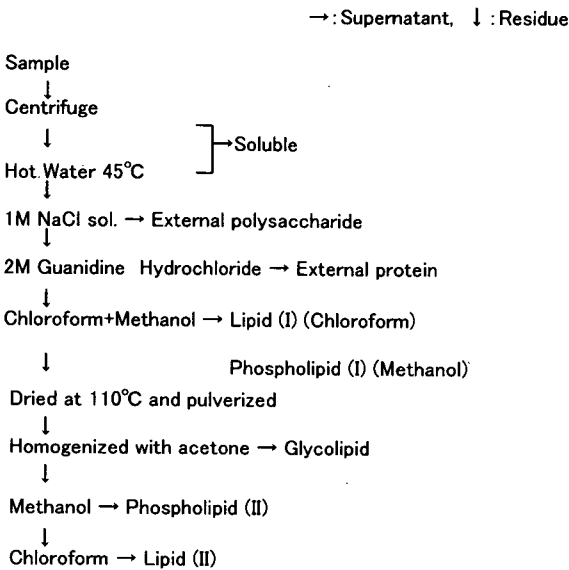 →:Supernatant, ↓:Residue
Sample
↓
Centrifuge
↓
→Soluble
Hot Water 45°C
↓
1M NaCl sol. → External polysaccharide
↓
2M Guanidine Hydrochloride → External protein
↓
Chloroform+Methanol → Lipid (I) (Chloroform)
↓ Phospholipid (I) (Methanol)
Dried at 110°C and pulverized
↓
Homogenized with acetone → Glycolipid
↓
Methanol → Phospholipid (II)
↓
Chloroform → Lipid (II)